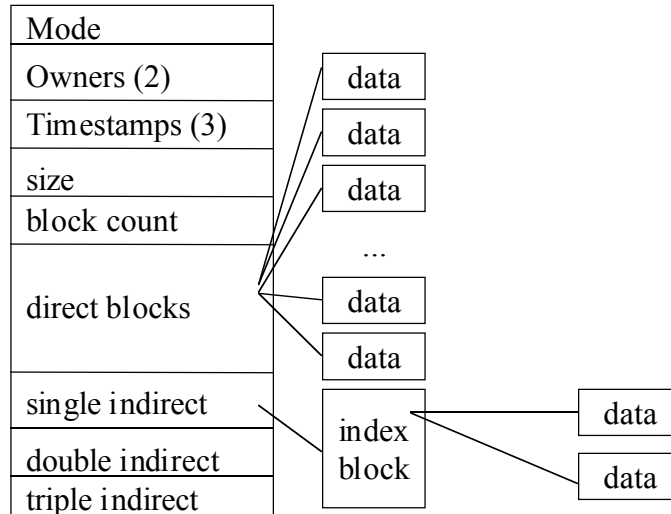 Mode
Owners (2)
Timestamps (3)
size
block count
direct blocks
single indirect
double indirect
triple indirect
data
data
data
...
data
data
index
block
data
data